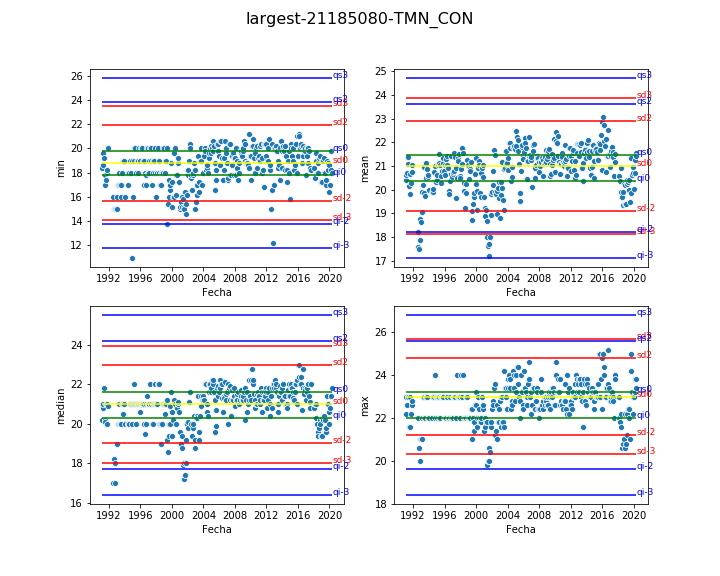 largest-21185080-TMN_CON
26
24
22
20
18
16
14
12
min
1992 1996 2000 2004 2008 2012 2016 2020
Fecha
qs3
qs2
sd3
sd2
qs0
sd0
qi0
sd-2
sd-3
qi-2
qi-3
25
24
23
22
21
20
19
18
17
mean
1992 1996 2000 2004 2008 2012 2016 2020
Fecha
qs3
sd3
qs2
sd2
qs0
sd0
qi0
sd-2
qi-2
sd-3
qi-3
24
22
20
18
16
median
1992 1996 2000 2004 2008 2012 2016 2020
Fecha
qs3
qs2
sd3
sd2
qs0
sd0
qi0
sd-2
sd-3
qi-2
qi-3
26
24
22
20
18
max
1992 1996 2000 2004 2008 2012 2016 2020
Fecha
qs3
sd3
qs2
sd2
qs0
sd0
qi0
sd-2
sd-3
qi-2
qi-3